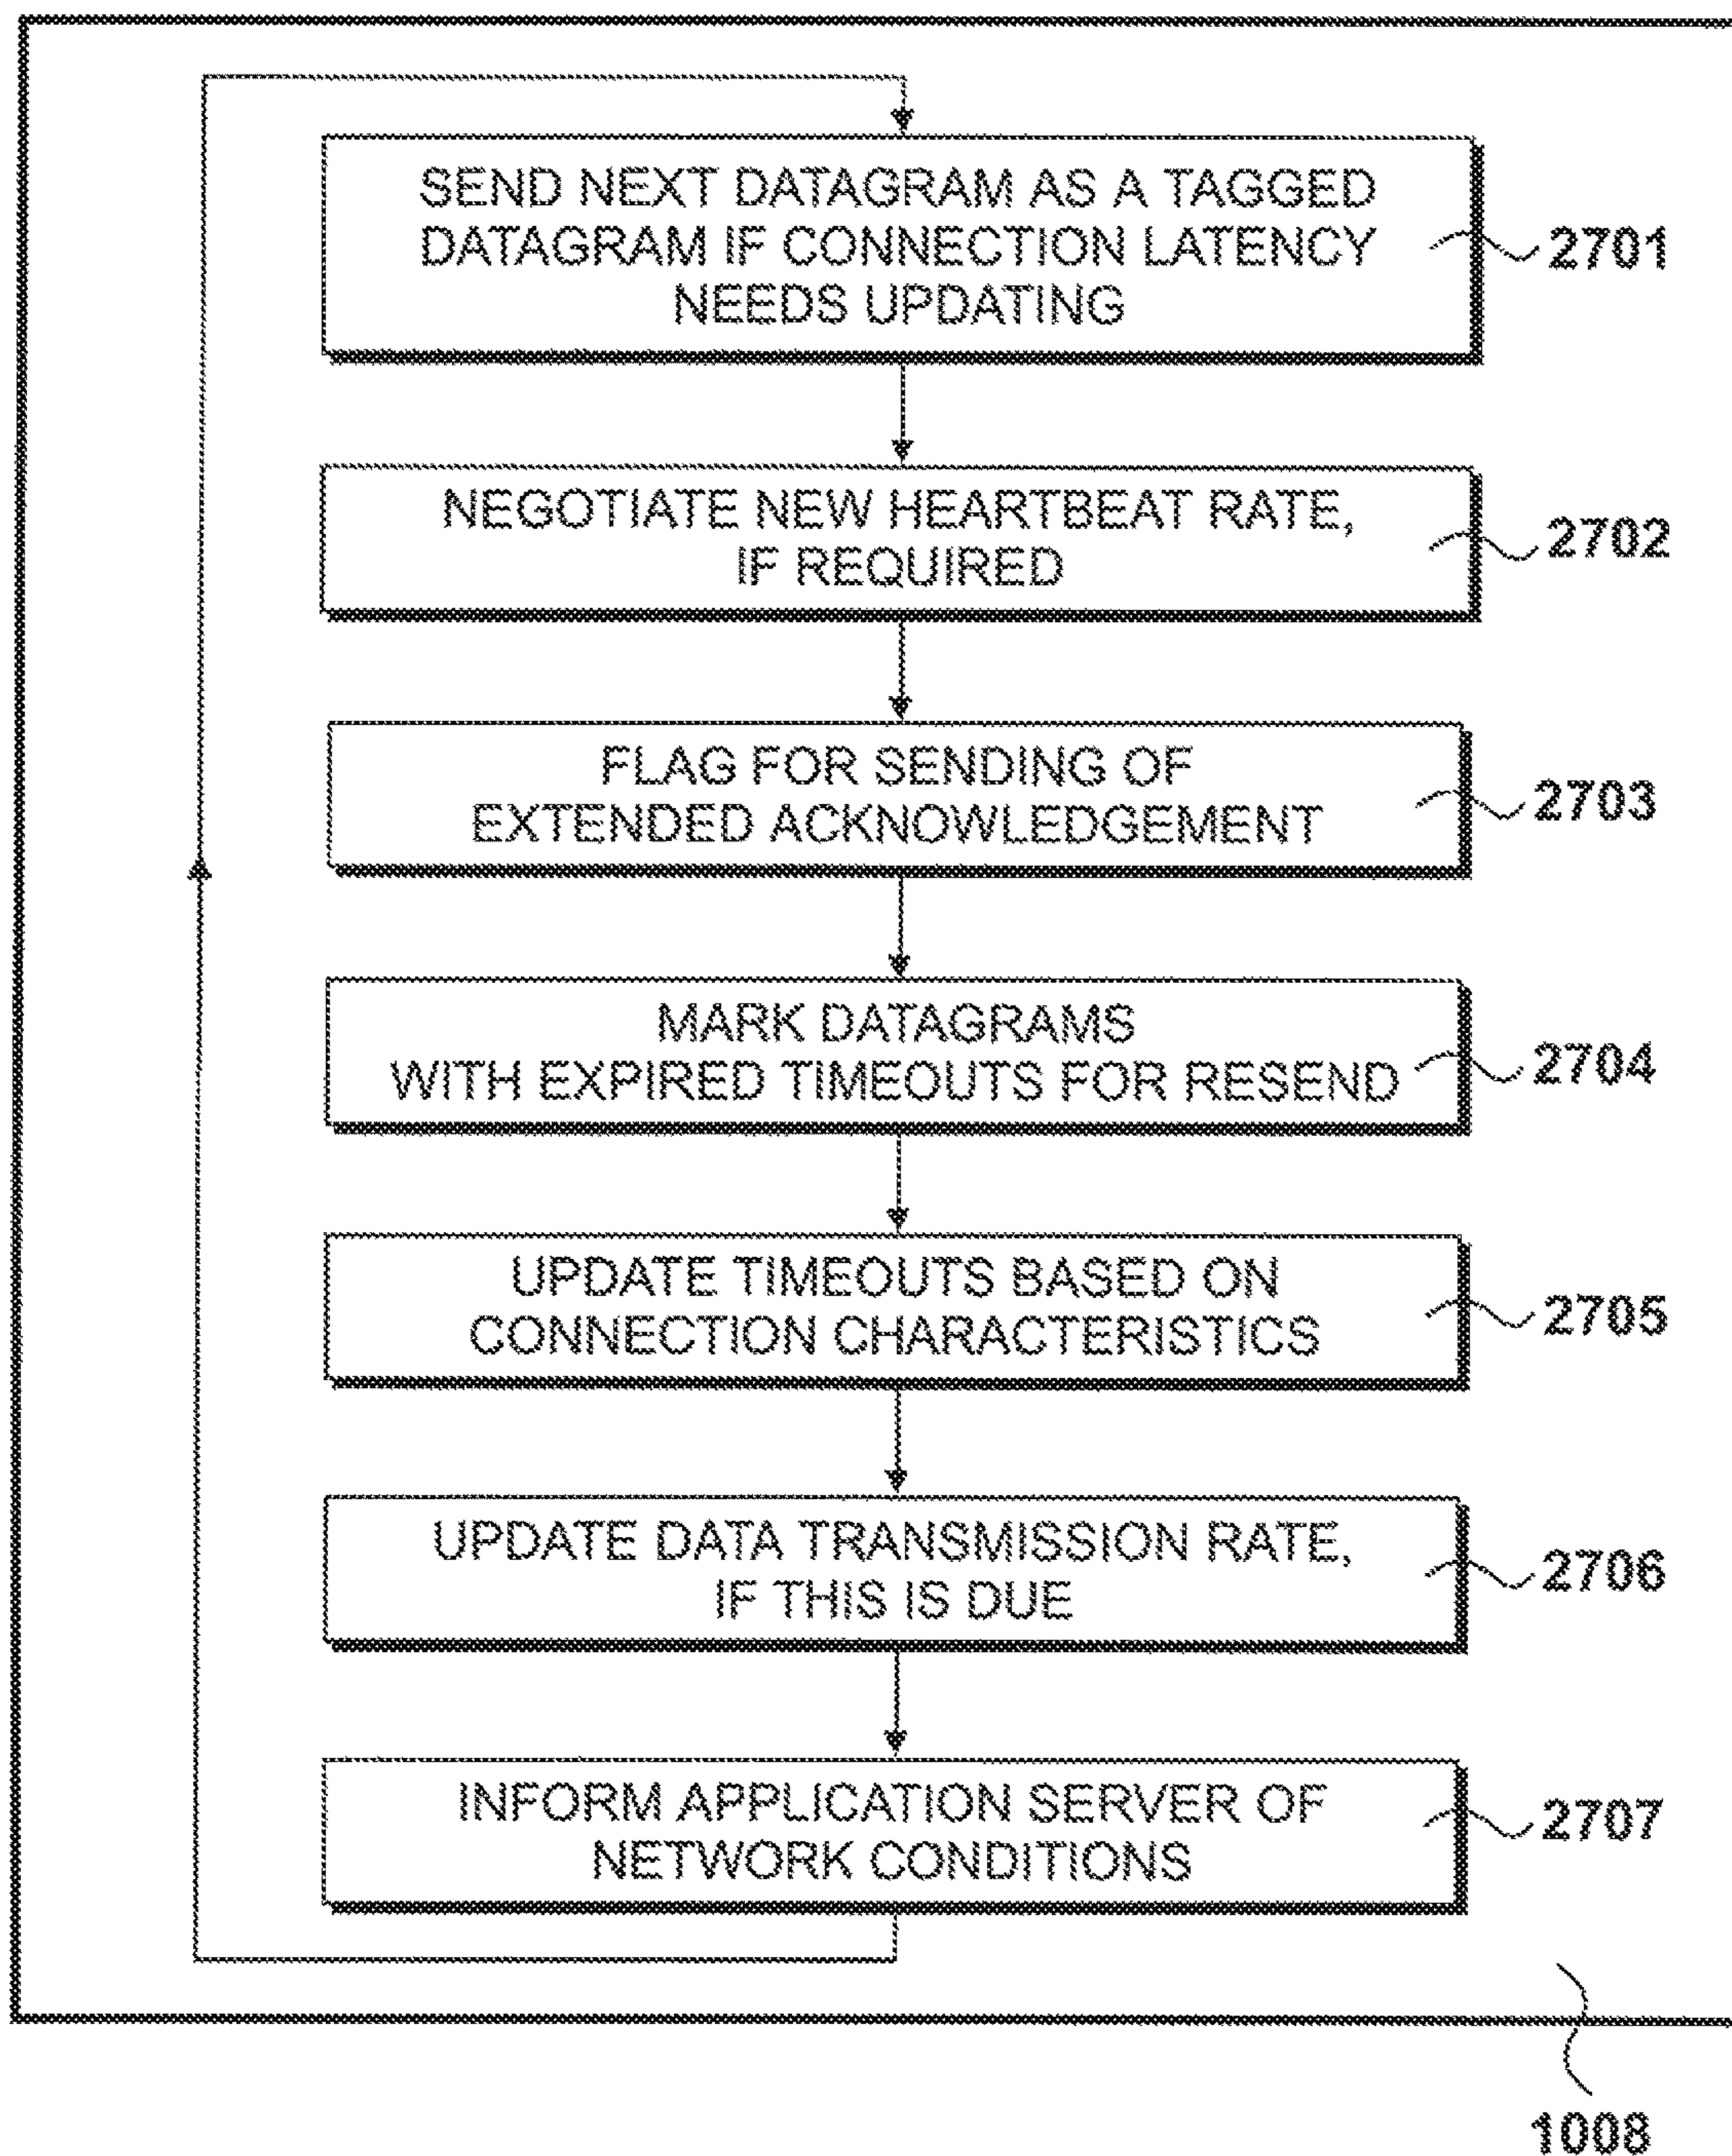 SEND NEXT DATAGRAM AS A TAGGED
DATAGRAM IF CONNECTION LATENCY
NEEDS UPDATING
2701
NEGOTIATE NEW HEARTBEAT RATE,
IF REQUIRED
2702
FLAG FOR SENDING OF
EXTENDED ACKNOWLEDGEMENT
2703
MARK DATAGRAMS
WITH EXPIRED TIMEOUTS FOR RESEND
2704
UPDATE TIMEOUTS BASED ON
CONNECTION CHARACTERISTICS
2705
UPDATE DATA TRANSMISSION RATE,
IF THIS IS DUE
2706
INFORM APPLICATION SERVER OF
NETWORK CONDITIONS
2707
1008